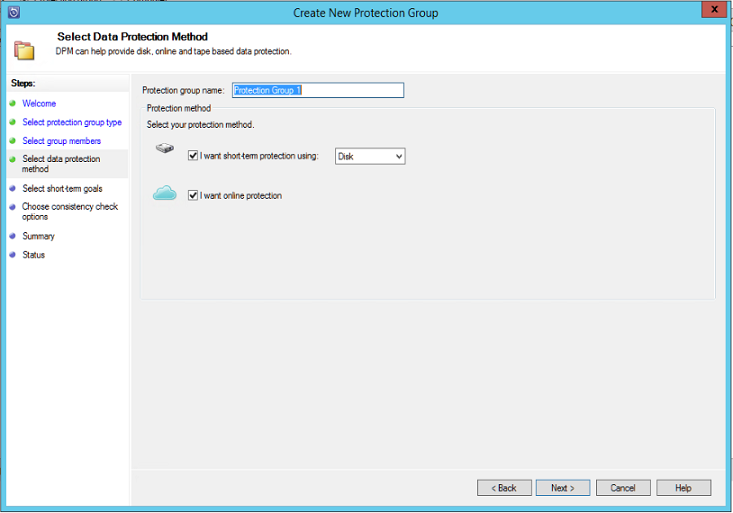 Create New Protection Group
X
Select Data Protection Method
DPM can help provide disk, online and tape based data protection.
Steps:
Welcome
Select protection group type
Select group members
Select data protection
method
Select short-term goals
Choose consistency check
options
Summary
Status
Protection group name: Protection Group 1
Protection method
Select your protection method.
I want short-term protection using: Disk
I want online protection
< Back Next > Cancel Help